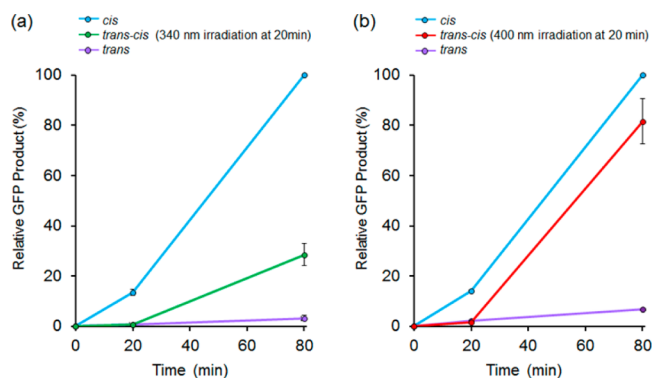 (a)
cis
trans-cis (340 nm irradiation at 20min)
trans
Relative GFP Product (%)
100
80
60
40
20
0
0 20 40 60 80
Time (min)
(b)
cis
trans-cis (400 nm irradiation at 20 min)
trans
Relative GFP Product (%)
100
80
60
40
20
0
0 20 40 60 80
Time (min)